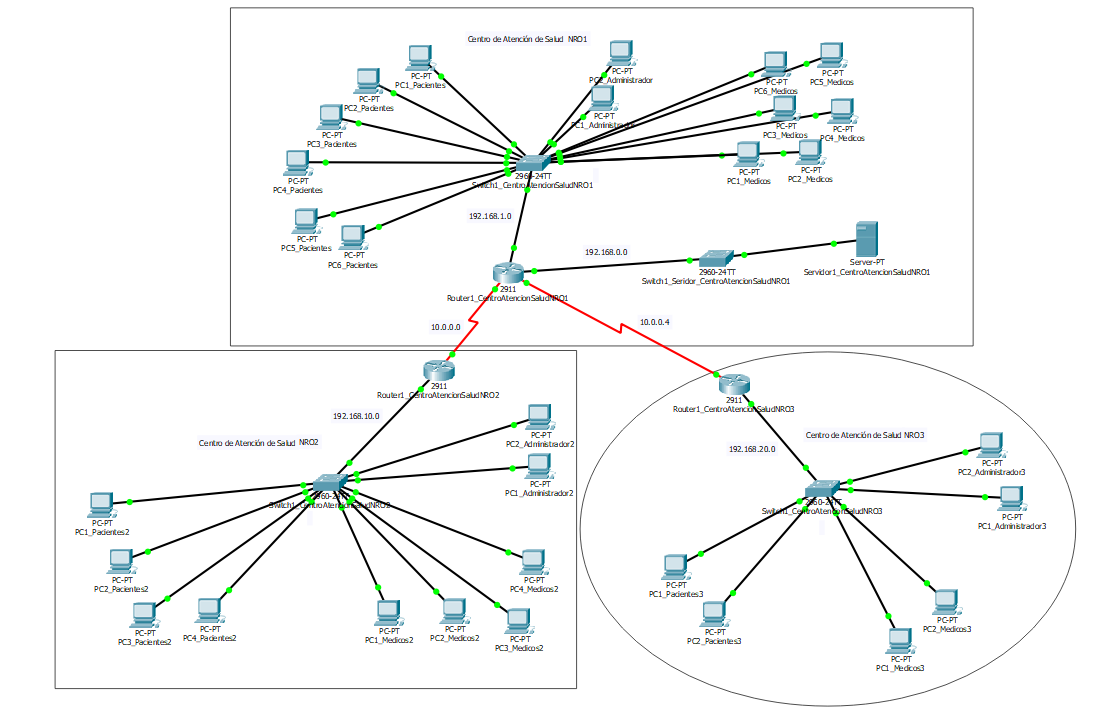 Centro de Atención de Salud NRO1
PC-PT
PC1_Pacientes
PC-PT
PC2_Pacientes
PC-PT
PC3_Pacientes
PC-PT
PC4_Pacientes
PC-PT
PC5_Pacientes
PC-PT
PC6_Pacientes
PC-PT
PC2_Administrador
PC-PT
PC1_Administrador
PC-PT
PC6_Medicos
PC-PT
PC5_Medicos
PC-PT
PC3_Medicos
PC-PT
PC4_Medicos
PC-PT
PC1_Medicos
PC-PT
PC2_Medicos
2960-24TT
Switch1_CentroAtencionSaludNRO1
192.168.1.0
192.168.0.0
2960-24TT
Switch1_Seridor_CentroAtencionSaludNRO1
Server-PT
Servidor1_CentroAtencionSaludNRO1
2911
Router1_CentroAtencionSaludNRO1
10.0.0.0
10.0.0.4
2911
Router1_CentroAtencionSaludNRO2
192.168.10.0
Centro de Atención de Salud NRO2
PC-PT
PC2_Administrador2
PC-PT
PC1_Administrador2
2960-24TT
Switch1_CentroAtencionSaludNRO2
PC-PT
PC1_Pacientes2
PC-PT
PC2_Pacientes2
PC-PT
PC3_Pacientes2
PC-PT
PC4_Pacientes2
PC-PT
PC1_Medicos2
PC-PT
PC2_Medicos2
PC-PT
PC3_Medicos2
PC-PT
PC4_Medicos2
2911
Router1_CentroAtencionSaludNRO3
192.168.20.0
Centro de Atención de Salud NRO3
PC-PT
PC2_Administrador3
PC-PT
PC1_Administrador3
2960-24TT
Switch1_CentroAtencionSaludNRO3
PC-PT
PC1_Pacientes3
PC-PT
PC2_Pacientes3
PC-PT
PC2_Medicos3
PC-PT
PC1_Medicos3